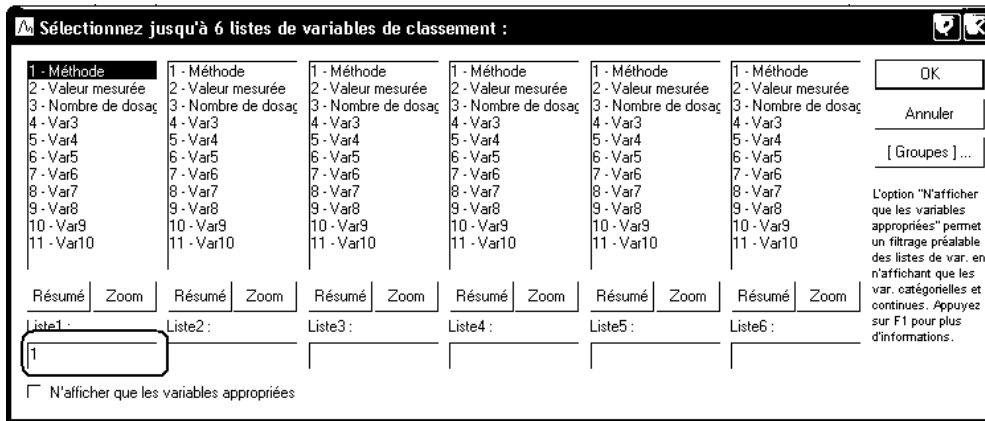 Sélectionnez jusqu'à 6 listes de variables de classement :
1 - Méthode
2 - Valeur mesurée
3 - Nombre de dosag
4 - Var3
5 - Var4
6 - Var5
7 - Var6
8 - Var7
9 - Var8
10 - Var9
11 - Var10
1 - Méthode
2 - Valeur mesurée
3 - Nombre de dosag
4 - Var3
5 - Var4
6 - Var5
7 - Var6
8 - Var7
9 - Var8
10 - Var9
11 - Var10
1 - Méthode
2 - Valeur mesurée
3 - Nombre de dosag
4 - Var3
5 - Var4
6 - Var5
7 - Var6
8 - Var7
9 - Var8
10 - Var9
11 - Var10
1 - Méthode
2 - Valeur mesurée
3 - Nombre de dosag
4 - Var3
5 - Var4
6 - Var5
7 - Var6
8 - Var7
9 - Var8
10 - Var9
11 - Var10
1 - Méthode
2 - Valeur mesurée
3 - Nombre de dosag
4 - Var3
5 - Var4
6 - Var5
7 - Var6
8 - Var7
9 - Var8
10 - Var9
11 - Var10
1 - Méthode
2 - Valeur mesurée
3 - Nombre de dosag
4 - Var3
5 - Var4
6 - Var5
7 - Var6
8 - Var7
9 - Var8
10 - Var9
11 - Var10
Résumé Zoom Résumé Zoom Résumé Zoom Résumé Zoom Résumé Zoom Résumé Zoom
Liste1 : Liste2 : Liste3 : Liste4 : Liste5 : Liste6 :
1
N'afficher que les variables appropriées
OK
Annuler
[ Groupes ] ...
L'option "N'afficher
que les variables
appropriées" permet
un filtrage préalable
des listes de var. en
n'affichant que les
var. catégorielles et
continues. Appuyez
sur F1 pour plus
d'informations.